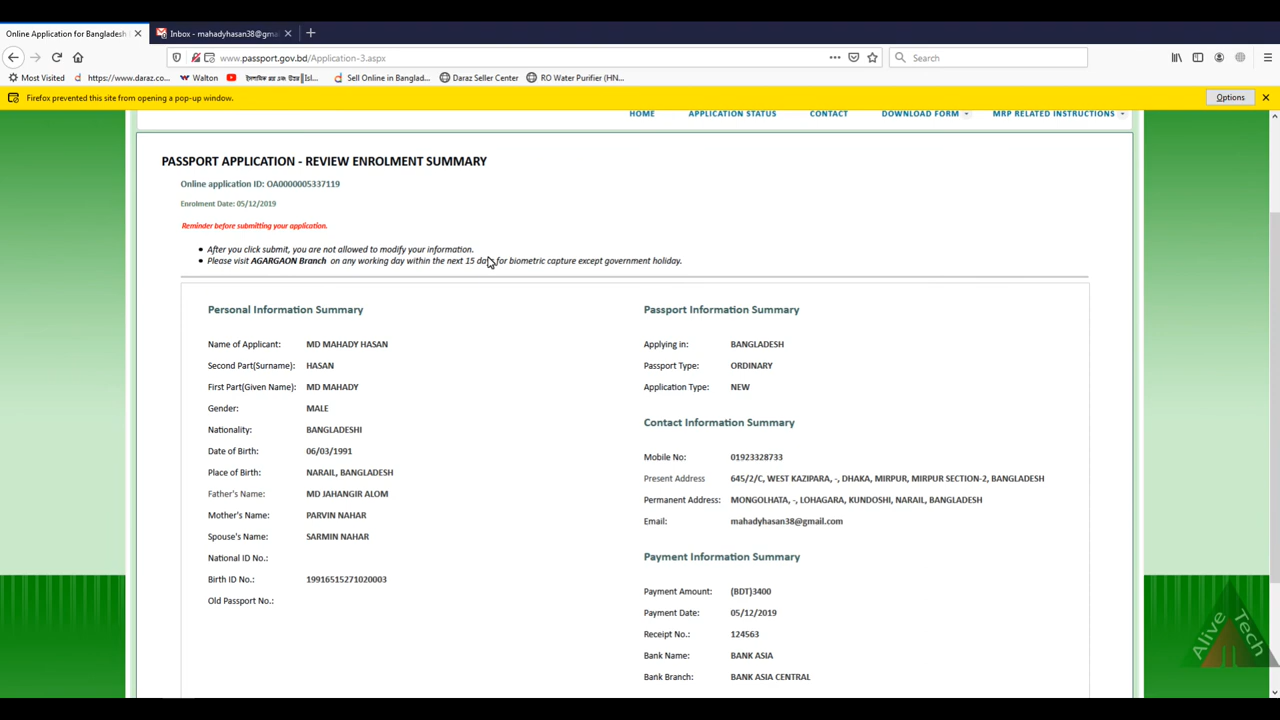 Online Application for Bangladesh
Inbox - mahadyhasan38@gma
www.passport.gov.bd/Application-3.aspx
Search
Most Visited
https://www.daraz.co...
Walton
Sell Online in Banglad...
Daraz Seller Center
RO Water Purifier (HN...
Firefox prevented this site from opening a pop-up window.
Options
HOME
APPLICATION STATUS
CONTACT
DOWNLOAD FORM
MRP RELATED INSTRUCTIONS
PASSPORT APPLICATION - REVIEW ENROLMENT SUMMARY
Online application ID: OA0000005337119
Enrolment Date: 05/12/2019
Reminder before submitting your application.
After you click submit, you are not allowed to modify your information.
Please visit AGARGAON Branch on any working day within the next 15 days for biometric capture except government holiday.
Personal Information Summary
Name of Applicant: MD MAHADY HASAN
Second Part(Surname): HASAN
First Part(Given Name): MD MAHADY
Gender: MALE
Nationality: BANGLADESHI
Date of Birth: 06/03/1991
Place of Birth: NARAIL, BANGLADESH
Father's Name: MD JAHANGIR ALOM
Mother's Name: PARVIN NAHAR
Spouse's Name: SARMIN NAHAR
National ID No.:
Birth ID No.: 19916515271020003
Old Passport No.:
Passport Information Summary
Applying in: BANGLADESH
Passport Type: ORDINARY
Application Type: NEW
Contact Information Summary
Mobile No: 01923328733
Present Address 645/2/C, WEST KAZIPARA, -, DHAKA, MIRPUR, MIRPUR SECTION-2, BANGLADESH
Permanent Address: MONGOLHATA, -, LOHAGARA, KUNDOSHI, NARAIL, BANGLADESH
Email: mahadyhasan38@gmail.com
Payment Information Summary
Payment Amount: (BDT)3400
Payment Date: 05/12/2019
Receipt No.: 124563
Bank Name: BANK ASIA
Bank Branch: BANK ASIA CENTRAL
Alive Tech